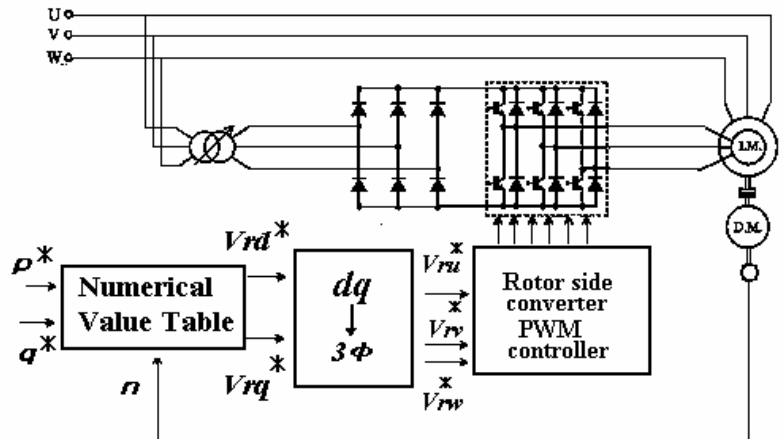 U
V
W
I.M.
D.M.
p*
q*
Numerical
Value Table
n
Vrd*
Vrq*
dq
3Φ
Vru*
Vrv*
Vrw*
Rotor side
converter
PWM
controller